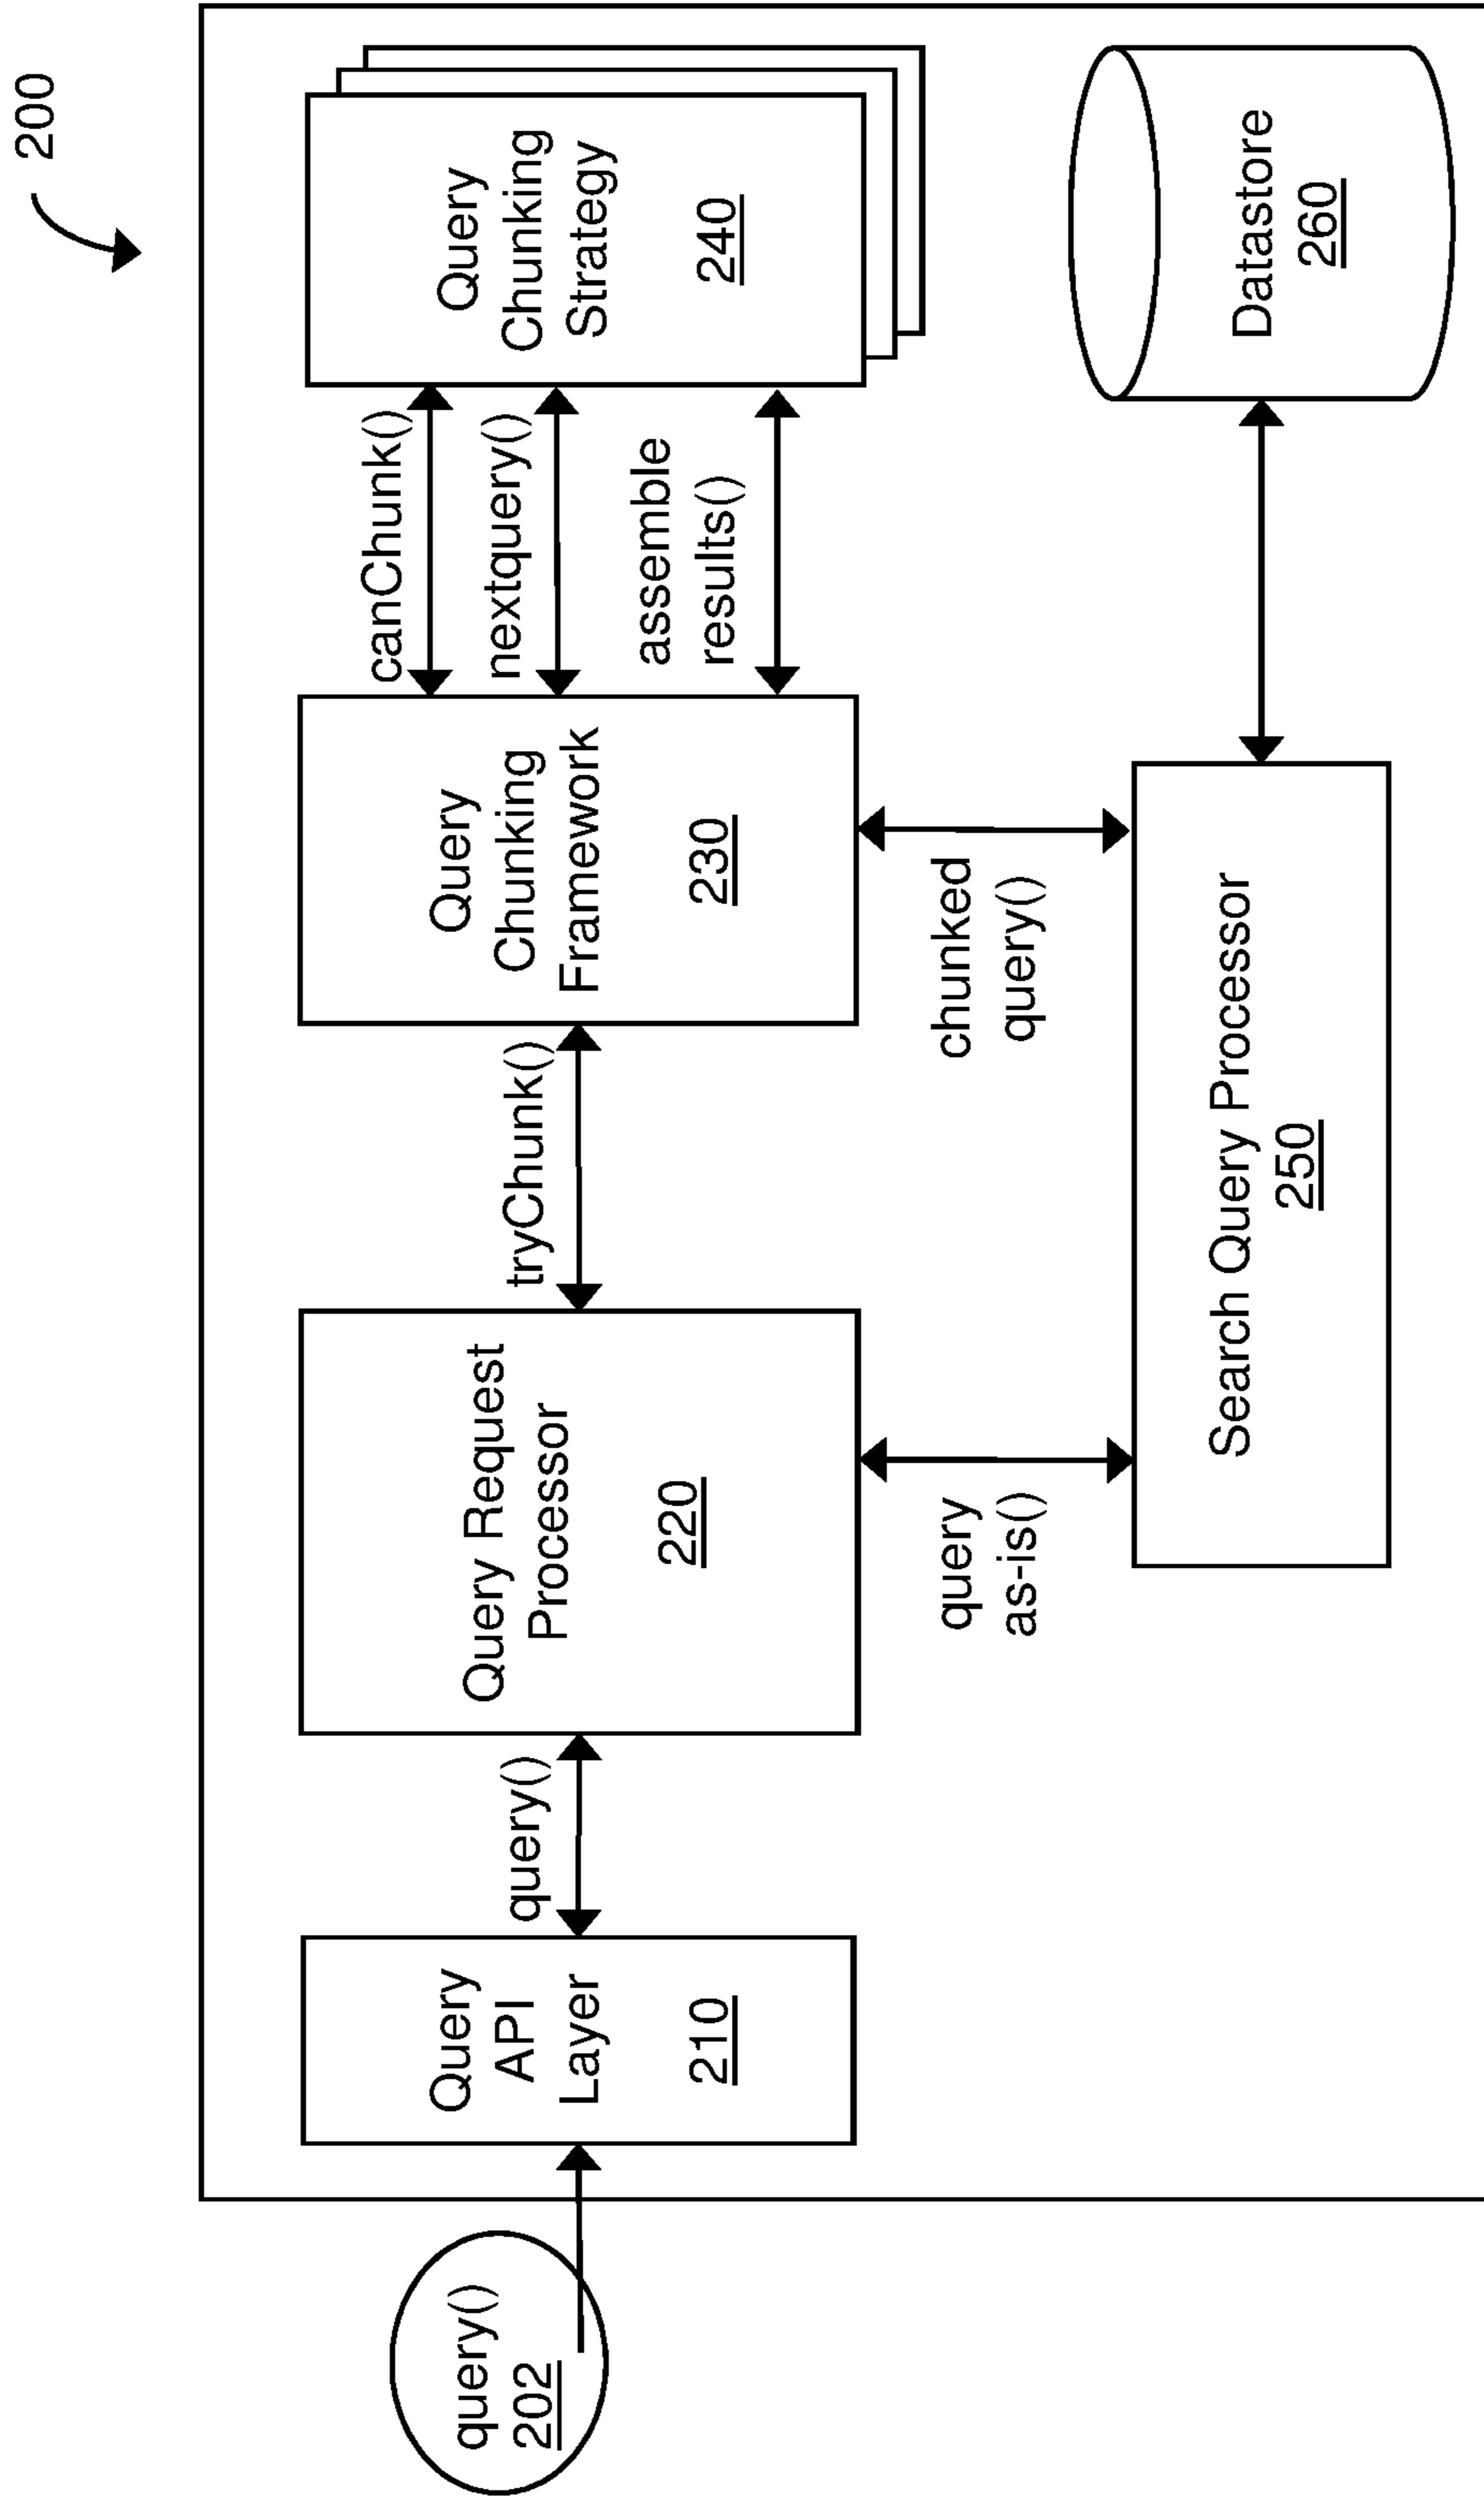 200
query()
202
Query
API
Layer
210
query()
Query Request
Processor
220
tryChunk()
Query
Chunking
Framework
230
canChunk()
nextquery()
assemble
results()
Query
Chunking
Strategy
240
query
as-is()
chunked
query()
Search Query Processor
250
Datastore
260